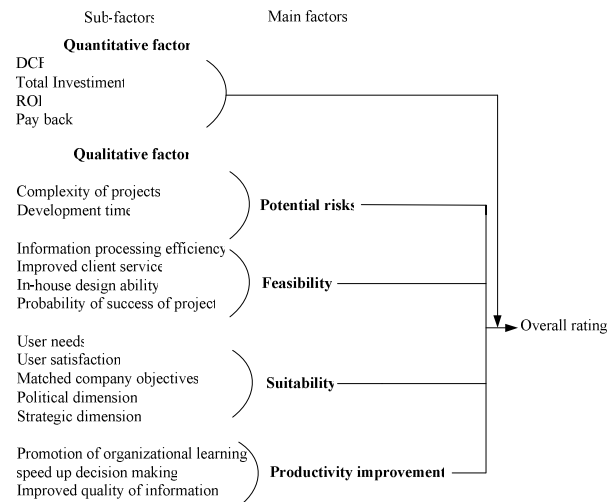 Sub-factors
Main factors
Quantitative factor
DCF
Total Investiment
ROI
Pay back
Qualitative factor
Complexity of projects
Development time
Potential risks
Information processing efficiency
Improved client service
In-house design ability
Probability of success of project
Feasibility
Overall rating
User needs
User satisfaction
Matched company objectives
Political dimension
Strategic dimension
Suitability
Promotion of organizational learning
speed up decision making
Improved quality of information
Productivity improvement